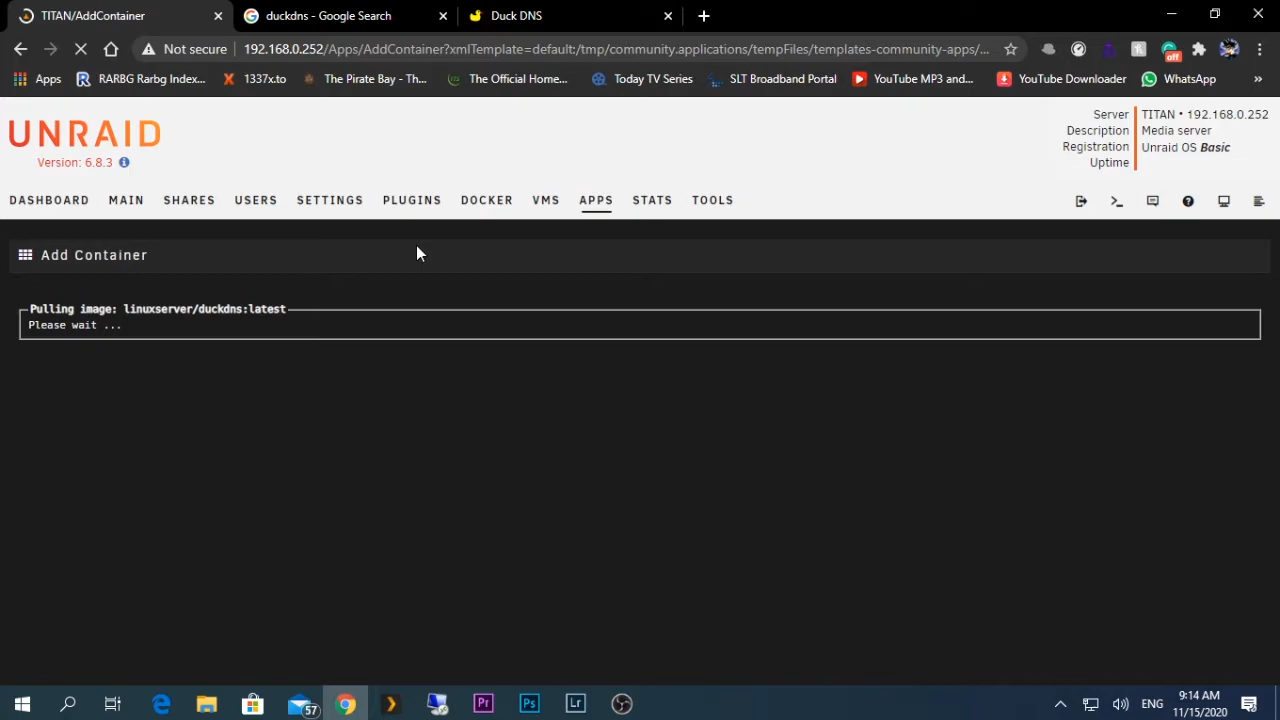 TITAN/AddContainer
duckdns - Google Search
Duck DNS
Not secure
192.168.0.252/Apps/AddContainer?xmlTemplate=default:/tmp/community.applications/tempFiles/templates-community-apps/...
off
Apps
RARBG Rarbg Index...
1337x.to
The Pirate Bay - Th...
The Official Home...
Today TV Series
SLT Broadband Portal
YouTube MP3 and...
YouTube Downloader
WhatsApp
»
UNRAID
Version: 6.8.3
Server TITAN • 192.168.0.252
Description Media server
Registration Unraid OS Basic
Uptime
DASHBOARD MAIN SHARES USERS SETTINGS PLUGINS DOCKER VMS APPS STATS TOOLS
Add Container
Pulling image: linuxserver/duckdns:latest
Please wait ...
57
Pr
Ps
Lr
ENG
9:14 AM
11/15/2020